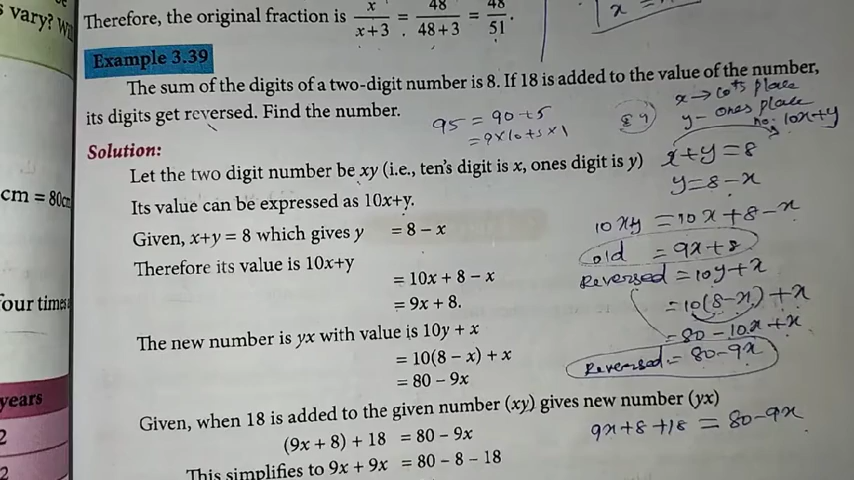 s vary? Wi
Therefore, the original fraction is x/(x+3) = 48/(48+3) = 48/51.
x =
Example 3.39
The sum of the digits of a two-digit number is 8. If 18 is added to the value of the number,
its digits get reversed. Find the number.
95 = 90+5
= 9×10+5×1
x → 10ts place
y - ones place
no: 10x+y
Solution:
Let the two digit number be xy (i.e., ten's digit is x, ones digit is y)
x+y = 8
y = 8-x
cm = 80cm
Its value can be expressed as 10x+y.
Given, x+y = 8 which gives y = 8 – x
Therefore its value is 10x+y
= 10x + 8 – x
= 9x + 8.
10x+y = 10x+8-x
old = 9x+8
Reversed = 10y+x
= 10(8-x)+x
= 80-10x+x
Reversed = 80-9x
four times
The new number is yx with value is 10y + x
= 10(8 – x) + x
= 80 – 9x
years
2
2
Given, when 18 is added to the given number (xy) gives new number (yx)
(9x + 8) + 18 = 80 – 9x
9x+8+18 = 80-9x
This simplifies to 9x + 9x = 80 – 8 – 18